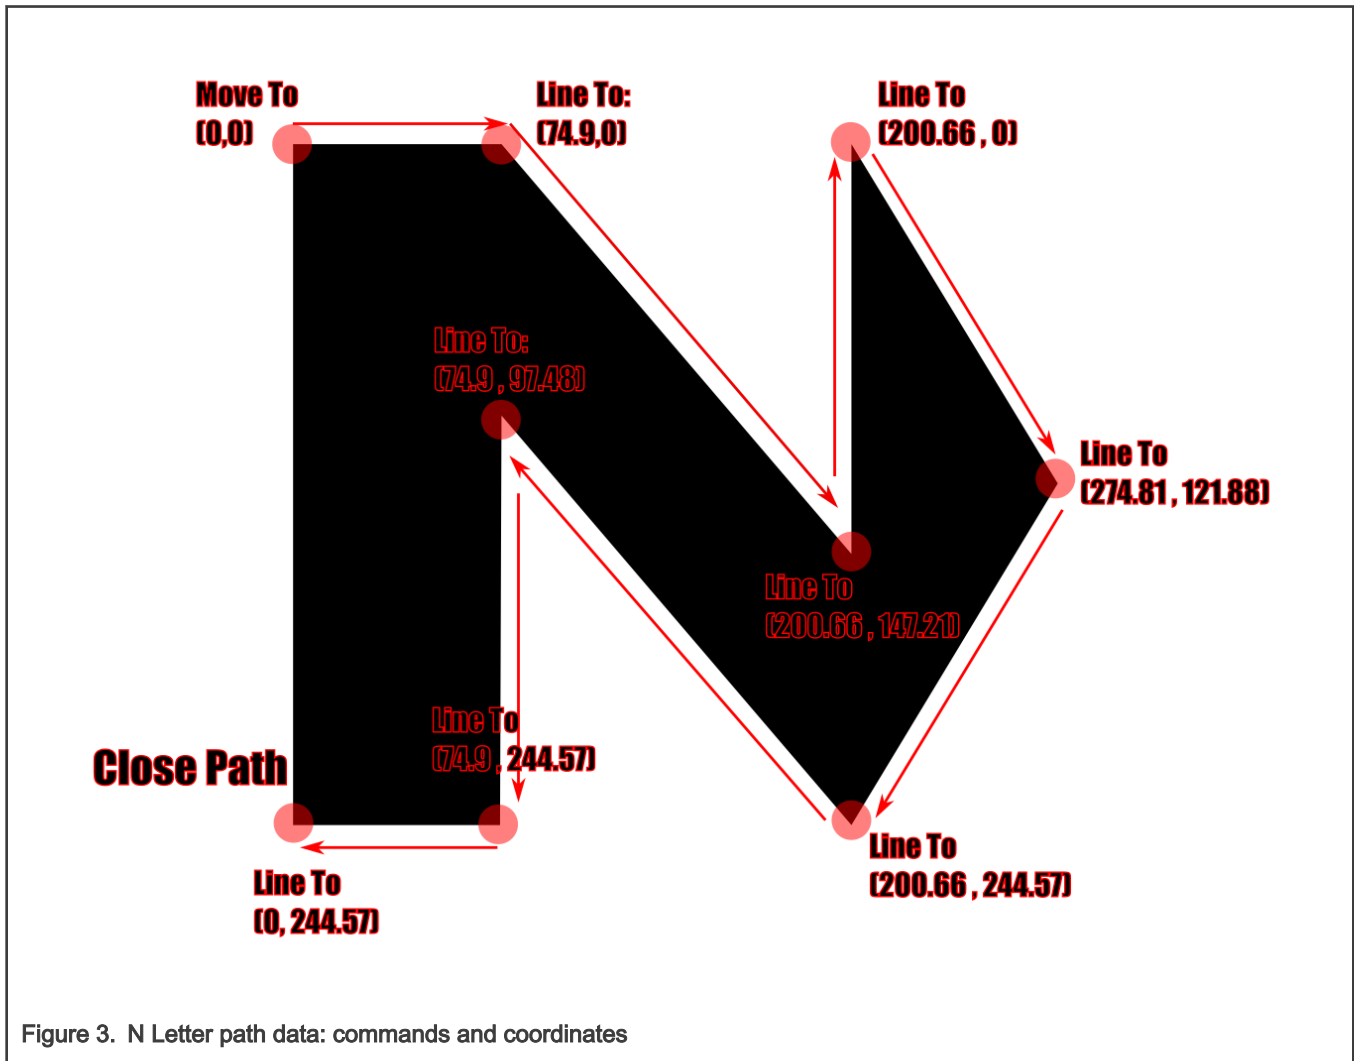 Move To
(0,0)
Line To:
(74.9,0)
Line To
(200.66 , 0)
Line To:
(74.9 , 97.48)
Line To
(274.81 , 121.88)
Line To
(200.66 , 147.21)
Line To
(74.9 , 244.57)
Close Path
Line To
(200.66 , 244.57)
Line To
(0, 244.57)
Figure 3. N Letter path data: commands and coordinates